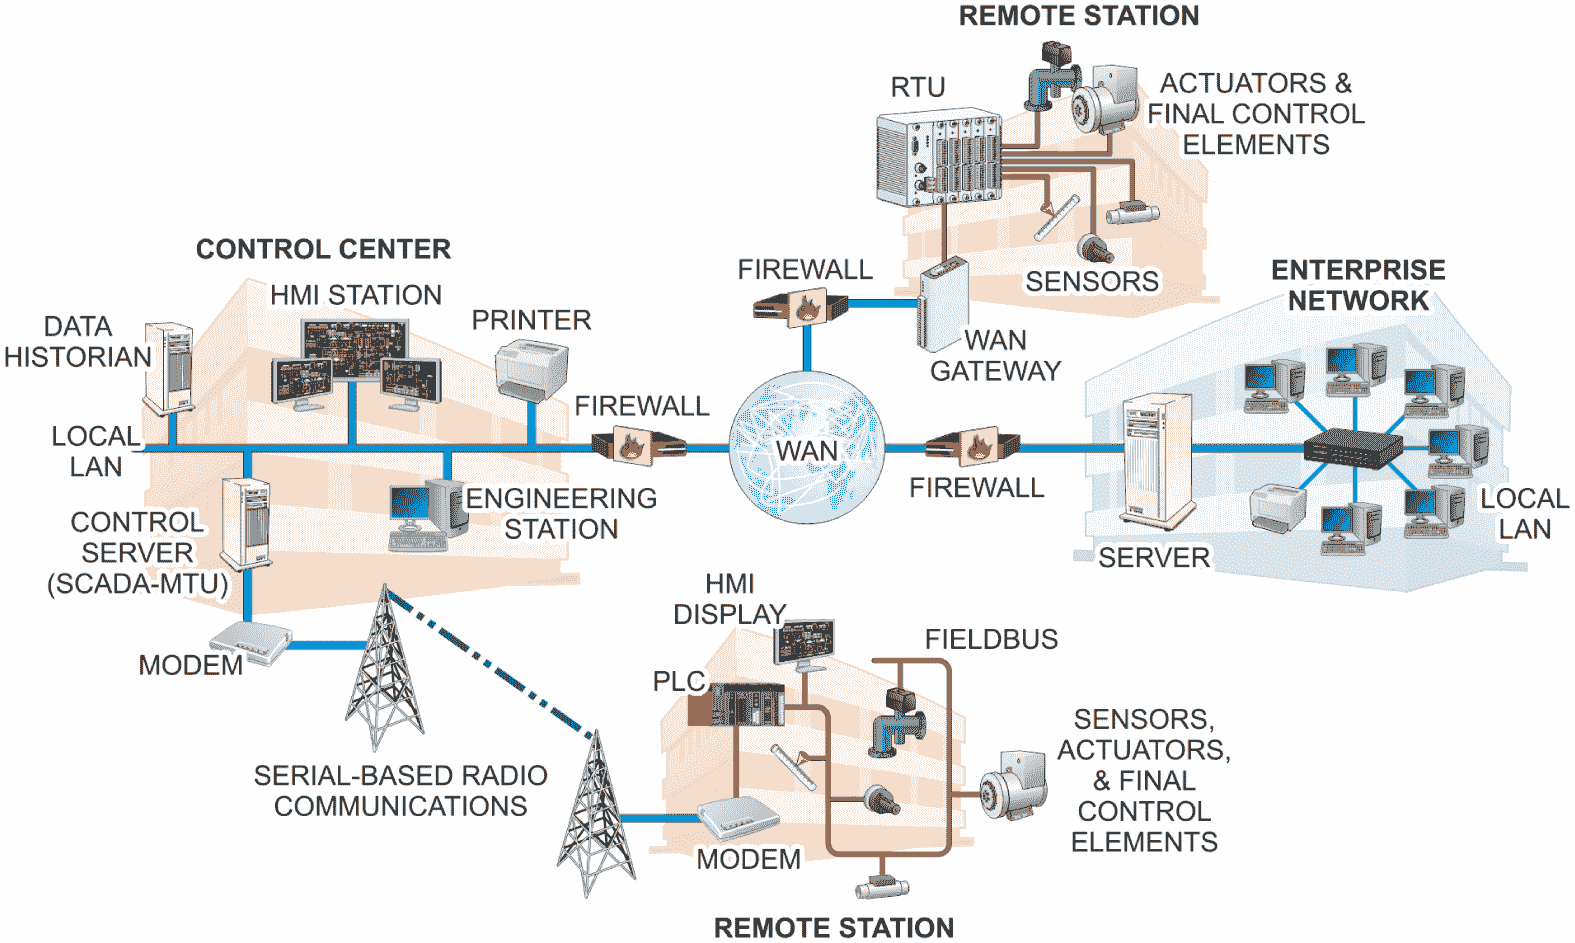 REMOTE STATION
RTU
ACTUATORS &
FINAL CONTROL
ELEMENTS
SENSORS
FIREWALL
WAN
GATEWAY
CONTROL CENTER
HMI STATION
DATA
HISTORIAN
PRINTER
FIREWALL
LOCAL
LAN
CONTROL
SERVER
(SCADA-MTU)
ENGINEERING
STATION
WAN
FIREWALL
ENTERPRISE
NETWORK
SERVER
LOCAL
LAN
MODEM
SERIAL-BASED RADIO
COMMUNICATIONS
HMI
DISPLAY
PLC
FIELDBUS
MODEM
SENSORS,
ACTUATORS,
& FINAL
CONTROL
ELEMENTS
REMOTE STATION